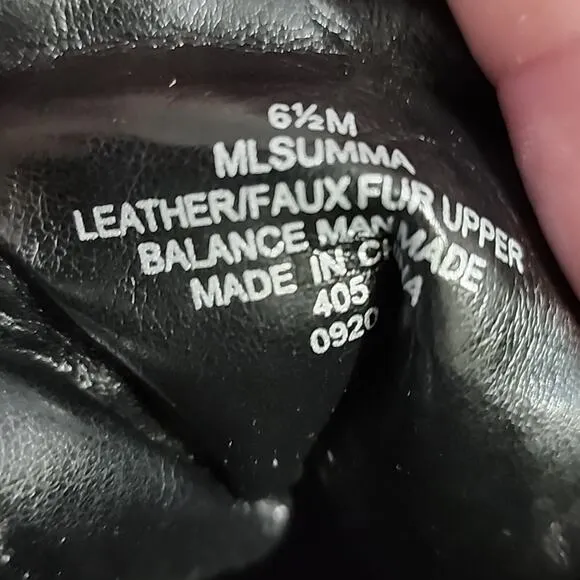 6½M
MLSUMMA
LEATHER/FAUX FUR UPPER
BALANCE MAN MADE
MADE IN CHINA
405
0920